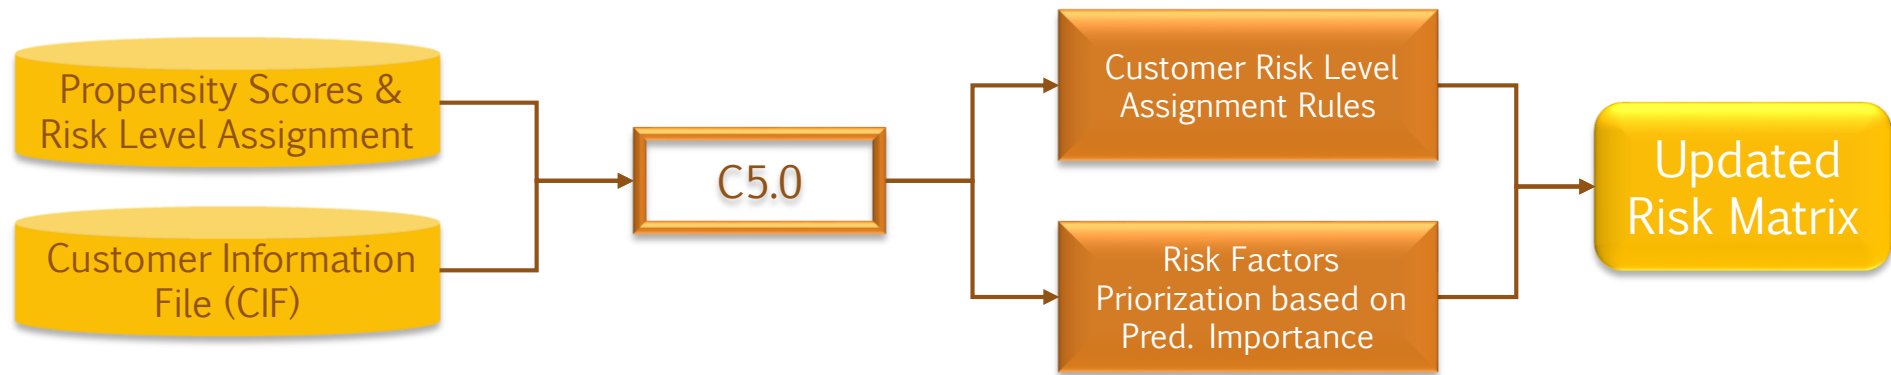 Propensity Scores &
Risk Level Assignment
Customer Information
File (CIF)
C5.0
Customer Risk Level
Assignment Rules
Risk Factors
Priorization based on
Pred. Importance
Updated
Risk Matrix